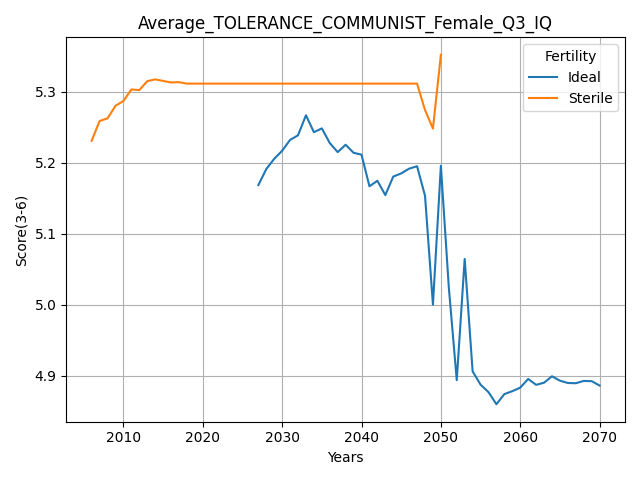 Average_TOLERANCE_COMMUNIST_Female_Q3_IQ
Fertility
Ideal
Sterile
Score(3-6)
5.3
5.2
5.1
5.0
4.9
2010 2020 2030 2040 2050 2060 2070
Years